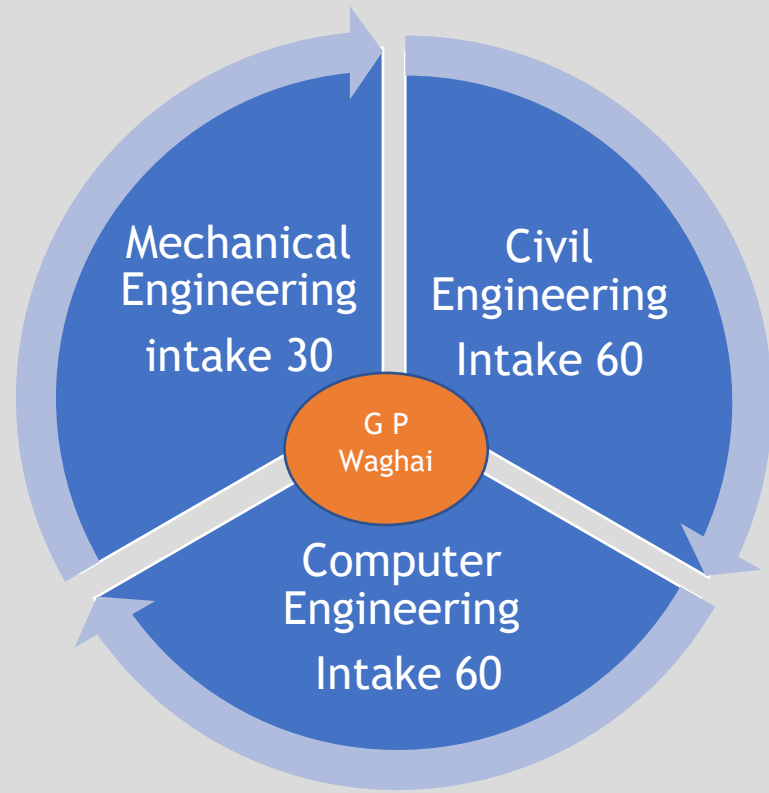 Mechanical
Engineering
intake 30
Civil
Engineering
Intake 60
G P
Waghai
Computer
Engineering
Intake 60